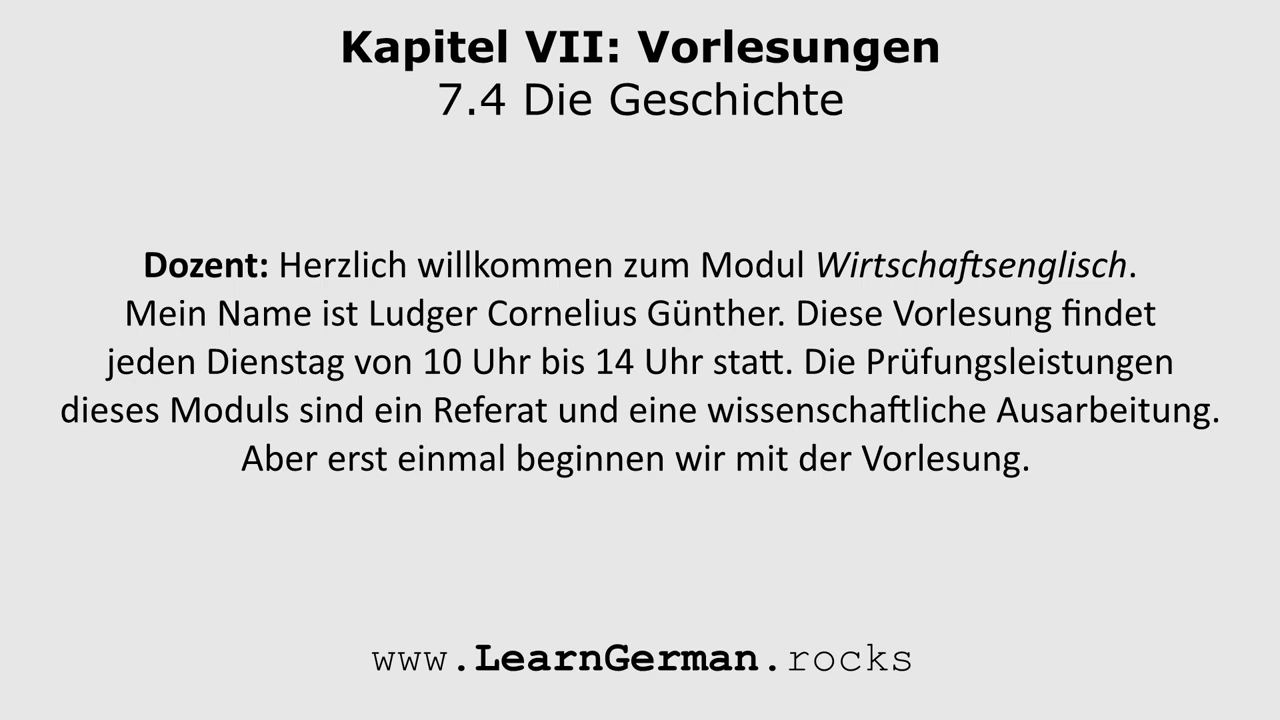 Kapitel VII: Vorlesungen
7.4 Die Geschichte
Dozent: Herzlich willkommen zum Modul Wirtschaftsenglisch.
Mein Name ist Ludger Cornelius Günther. Diese Vorlesung findet
jeden Dienstag von 10 Uhr bis 14 Uhr statt. Die Prüfungsleistungen
dieses Moduls sind ein Referat und eine wissenschaftliche Ausarbeitung.
Aber erst einmal beginnen wir mit der Vorlesung.
www.LearnGerman.rocks